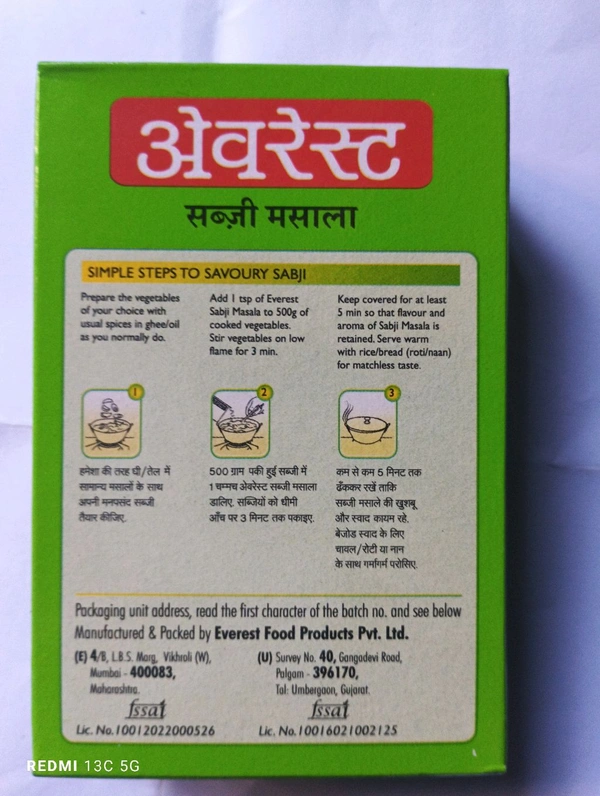 अेवरेस्ट
सब्ज़ी मसाला
SIMPLE STEPS TO SAVOURY SABJI
Prepare the vegetables
of your choice with
usual spices in ghee/oil
as you normally do.
Add 1 tsp of Everest
Sabji Masala to 500g of
cooked vegetables.
Stir vegetables on low
flame for 3 min.
Keep covered for at least
5 min so that flavour and
aroma of Sabji Masala is
retained. Serve warm
with rice/bread (roti/naan)
for matchless taste.
1
2
3
हमेशा की तरह घी/तेल में
सामान्य मसालों के साथ
अपनी मनपसंद सब्जी
तैयार कीजिए.
500 ग्राम पकी हुई सब्जी में
1 चम्मच अेवरेस्ट सब्जी मसाला
डालिए. सब्जियों को धीमी
आँच पर 3 मिनट तक पकाइए.
कम से कम 5 मिनट तक
ढँककर रखें ताकि
सब्जी मसाले की खुशबू
और स्वाद कायम रहे.
बेजोड स्वाद के लिए
चावल/रोटी या नान
के साथ गर्मागर्म परोसिए.
Packaging unit address, read the first character of the batch no. and see below
Manufactured & Packed by Everest Food Products Pvt. Ltd.
(E) 4/B, L.B.S. Marg, Vikhroli (W),
Mumbai - 400083,
Maharashtra.
fssai
Lic. No.10012022000526
(U) Survey No. 40, Gangadevi Road,
Palgam - 396170,
Tal: Umbergaon, Gujarat.
fssai
Lic. No.10016021002125
REDMI 13C 5G